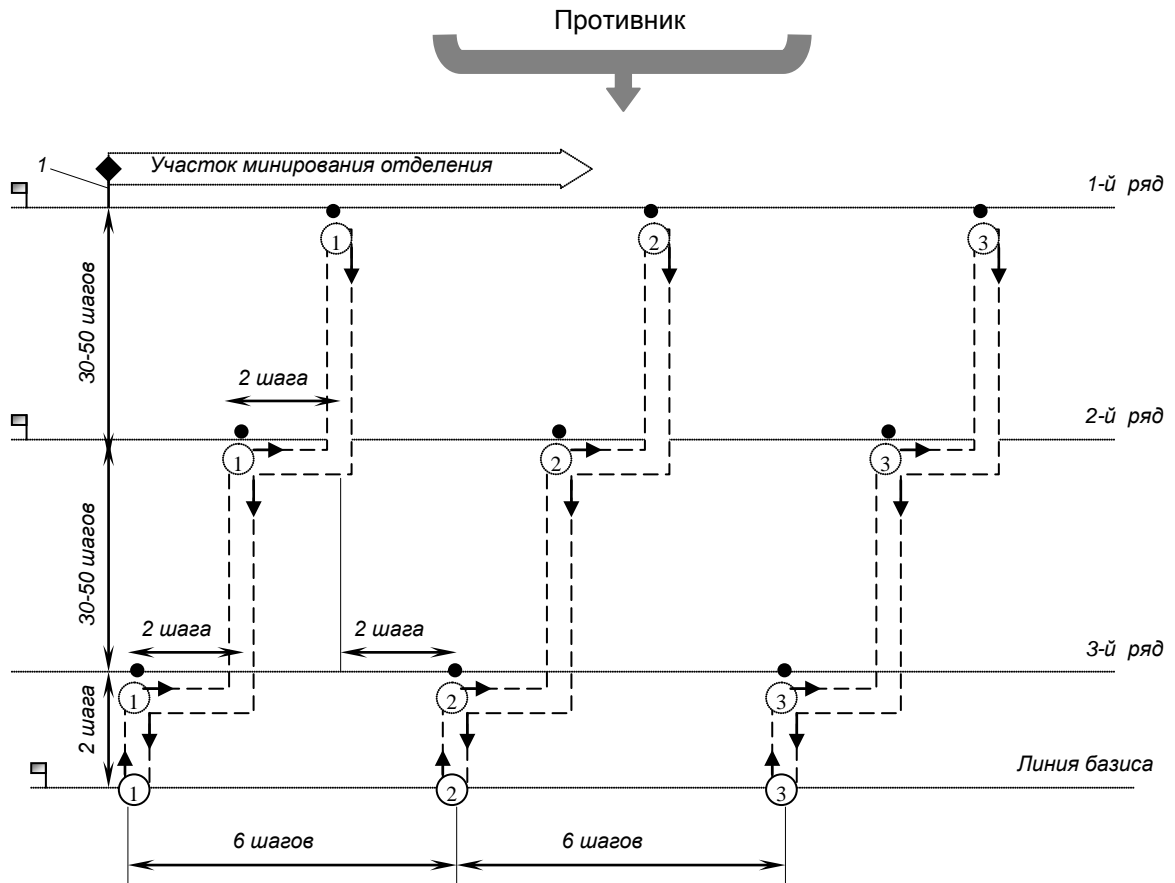 Противник
Участок минирования отделения
1
1-й ряд
1
2
3
30-50 шагов
2 шага
2-й ряд
1
2
3
30-50 шагов
2 шага
2 шага
3-й ряд
1
2
3
2 шага
Линия базиса
1
2
3
6 шагов
6 шагов